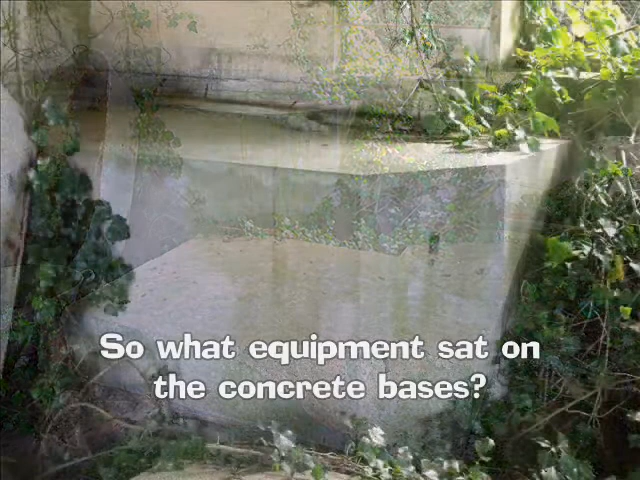 So what equipment sat on
the concrete bases?